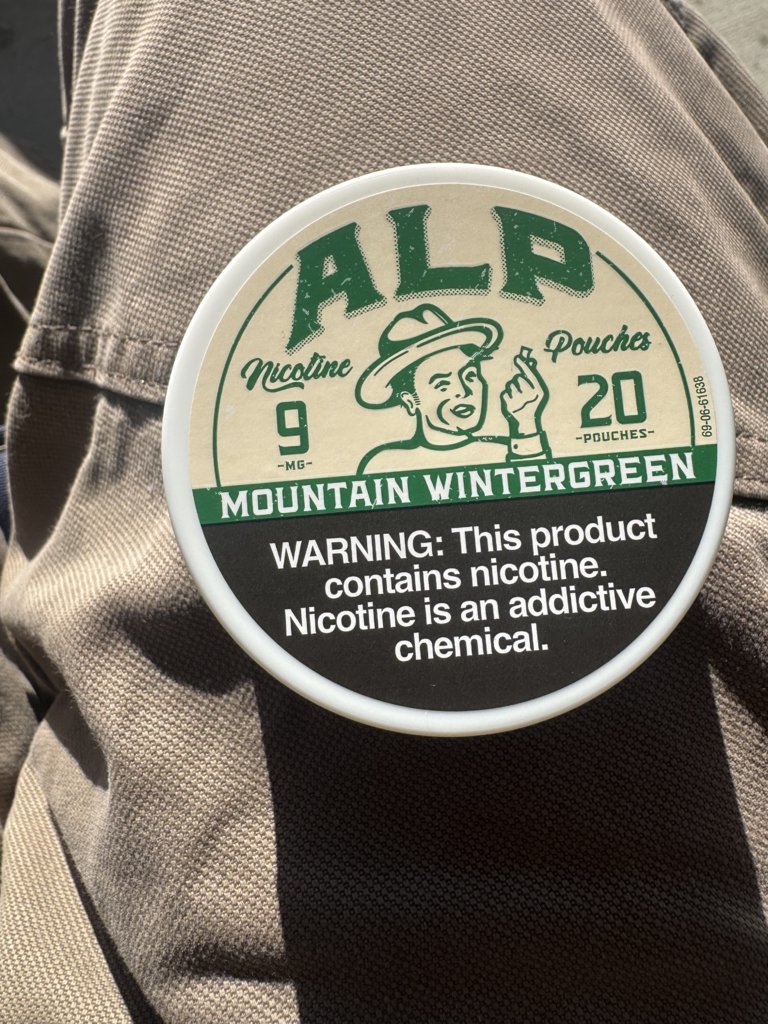 ALP
Nicotine
9
-MG-
Pouches
20
-POUCHES-
69-06-61638
MOUNTAIN WINTERGREEN
WARNING: This product
contains nicotine.
Nicotine is an addictive
chemical.